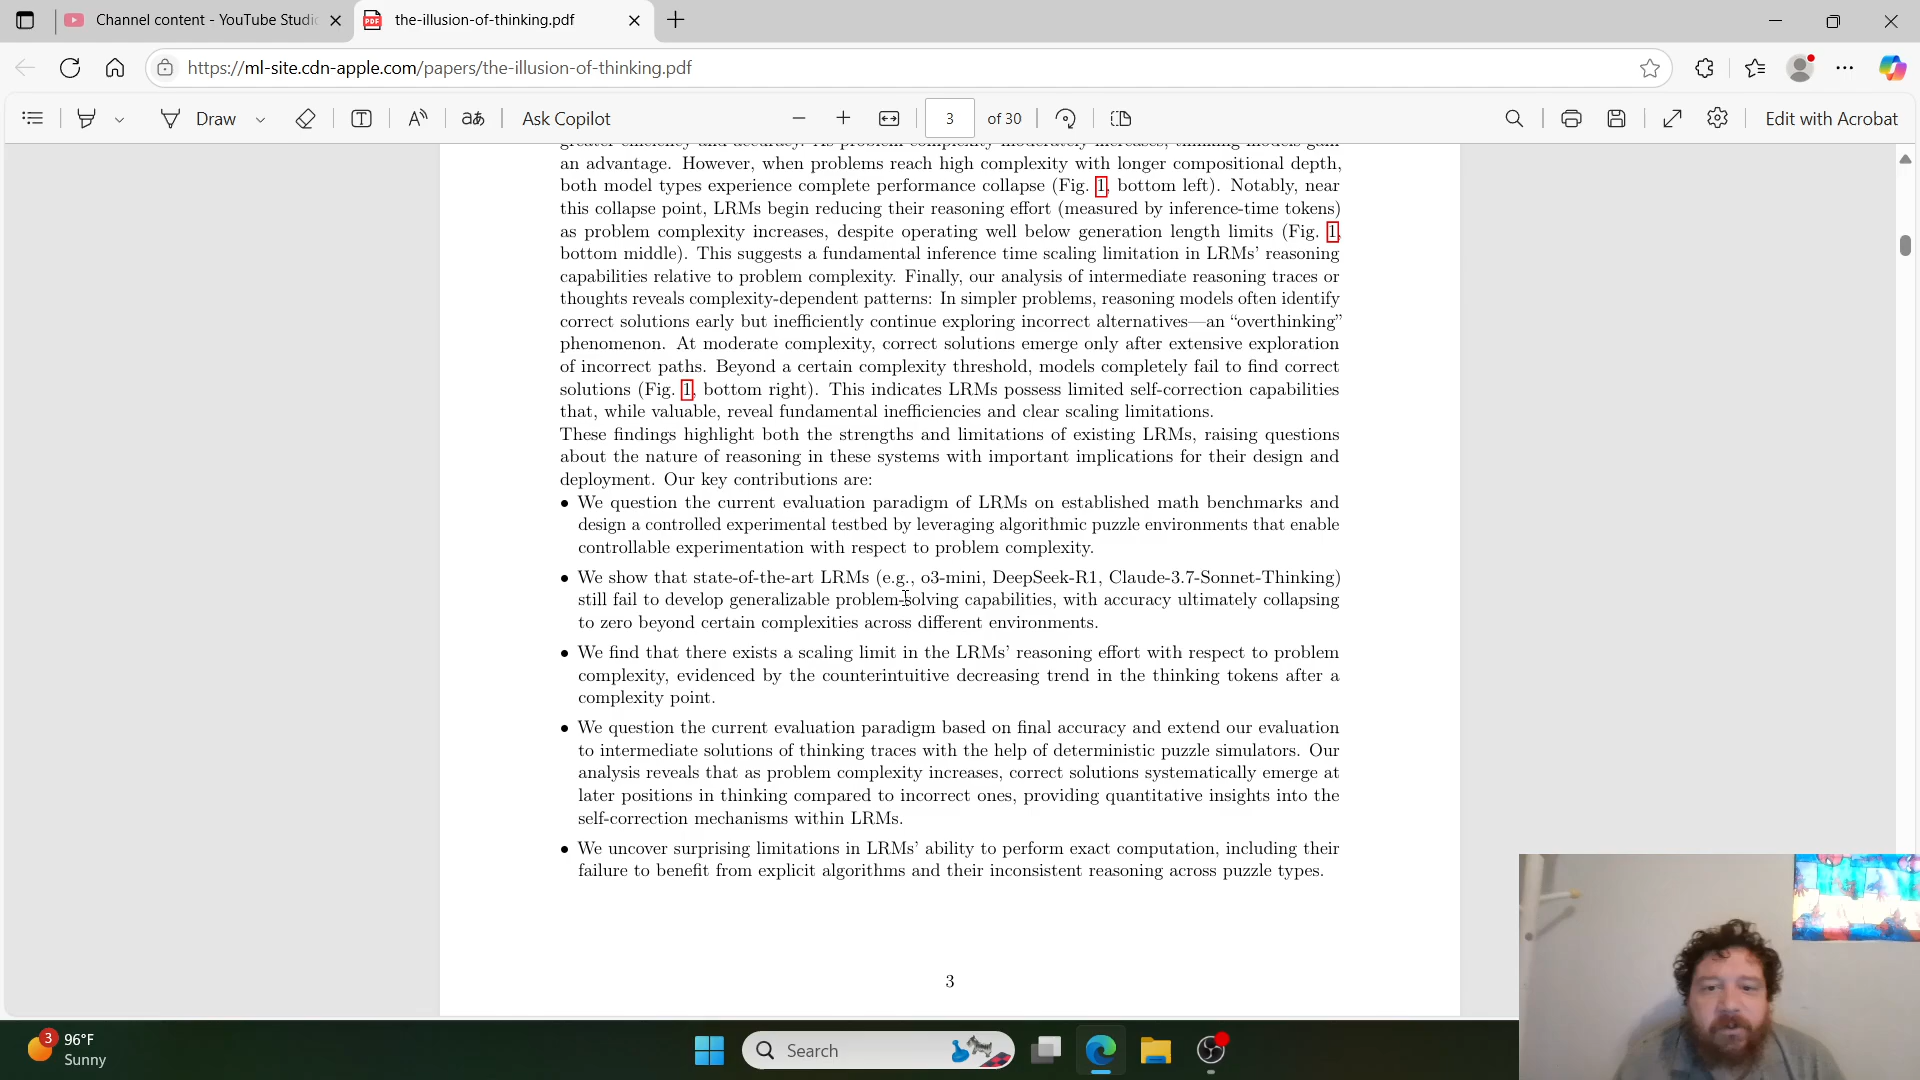 Channel content - YouTube Studi
the-illusion-of-thinking.pdf
https://ml-site.cdn-apple.com/papers/the-illusion-of-thinking.pdf
Draw
Ask Copilot
3 of 30
Edit with Acrobat
greater efficiency and accuracy. As problem complexity moderately increases, thinking models gain
an advantage. However, when problems reach high complexity with longer compositional depth,
both model types experience complete performance collapse (Fig. 1, bottom left). Notably, near
this collapse point, LRMs begin reducing their reasoning effort (measured by inference-time tokens)
as problem complexity increases, despite operating well below generation length limits (Fig. 1,
bottom middle). This suggests a fundamental inference time scaling limitation in LRMs’ reasoning
capabilities relative to problem complexity. Finally, our analysis of intermediate reasoning traces or
thoughts reveals complexity-dependent patterns: In simpler problems, reasoning models often identify
correct solutions early but inefficiently continue exploring incorrect alternatives—an “overthinking”
phenomenon. At moderate complexity, correct solutions emerge only after extensive exploration
of incorrect paths. Beyond a certain complexity threshold, models completely fail to find correct
solutions (Fig. 1, bottom right). This indicates LRMs possess limited self-correction capabilities
that, while valuable, reveal fundamental inefficiencies and clear scaling limitations.
These findings highlight both the strengths and limitations of existing LRMs, raising questions
about the nature of reasoning in these systems with important implications for their design and
deployment. Our key contributions are:
• We question the current evaluation paradigm of LRMs on established math benchmarks and
design a controlled experimental testbed by leveraging algorithmic puzzle environments that enable
controllable experimentation with respect to problem complexity.
• We show that state-of-the-art LRMs (e.g., o3-mini, DeepSeek-R1, Claude-3.7-Sonnet-Thinking)
still fail to develop generalizable problem-solving capabilities, with accuracy ultimately collapsing
to zero beyond certain complexities across different environments.
• We find that there exists a scaling limit in the LRMs’ reasoning effort with respect to problem
complexity, evidenced by the counterintuitive decreasing trend in the thinking tokens after a
complexity point.
• We question the current evaluation paradigm based on final accuracy and extend our evaluation
to intermediate solutions of thinking traces with the help of deterministic puzzle simulators. Our
analysis reveals that as problem complexity increases, correct solutions systematically emerge at
later positions in thinking compared to incorrect ones, providing quantitative insights into the
self-correction mechanisms within LRMs.
• We uncover surprising limitations in LRMs’ ability to perform exact computation, including their
failure to benefit from explicit algorithms and their inconsistent reasoning across puzzle types.
3
3
96°F
Sunny
Search